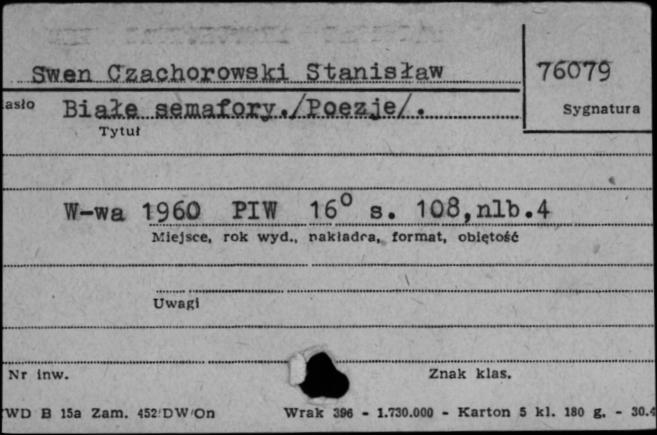 Swen Czachorowski Stanisław
76079
asło
Białe semafory./Poezje/.
Sygnatura
Tytuł
W-wa 1960 PIW 16° s. 108,nlb.4
Miejsce, rok wyd., nakładca, format, objętość
Uwagi
Nr inw.
Znak klas.
WD B 15a Zam. 452/DW/On
Wrak 396 - 1.730.000 - Karton 5 kl. 180 g. - 30.4